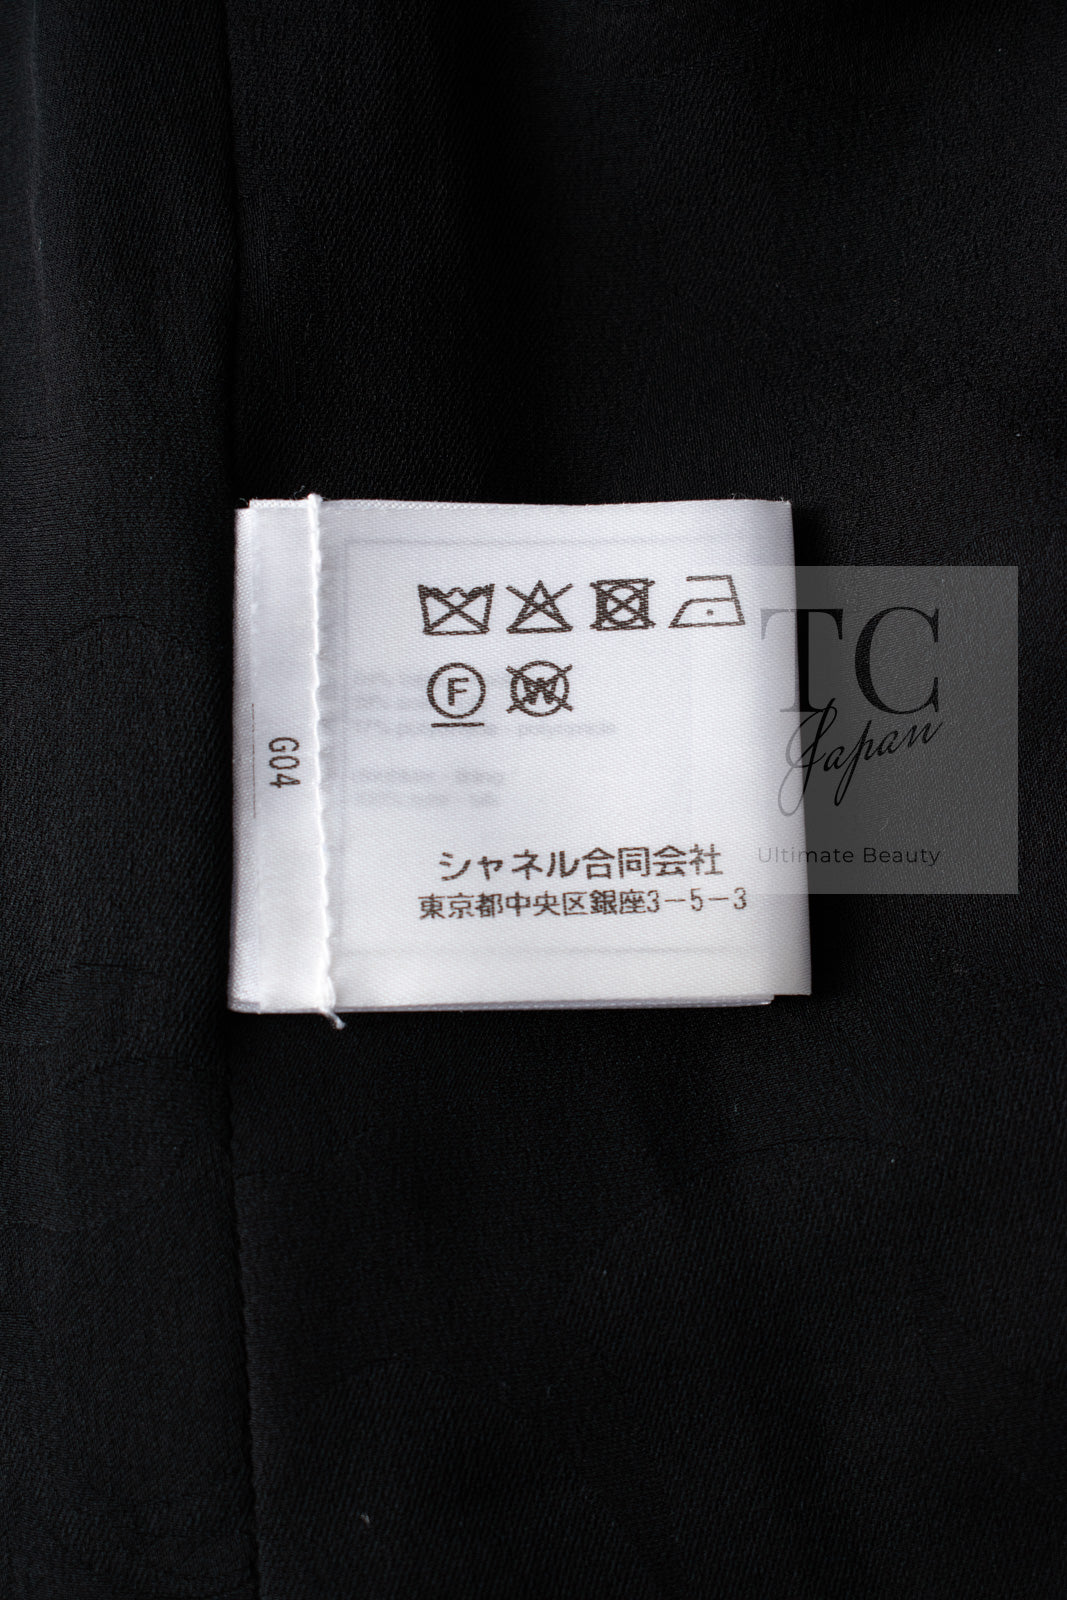 F
W
G04
シャネル合同会社
東京都中央区銀座3-5-3
TC
Japan
Ultimate Beauty